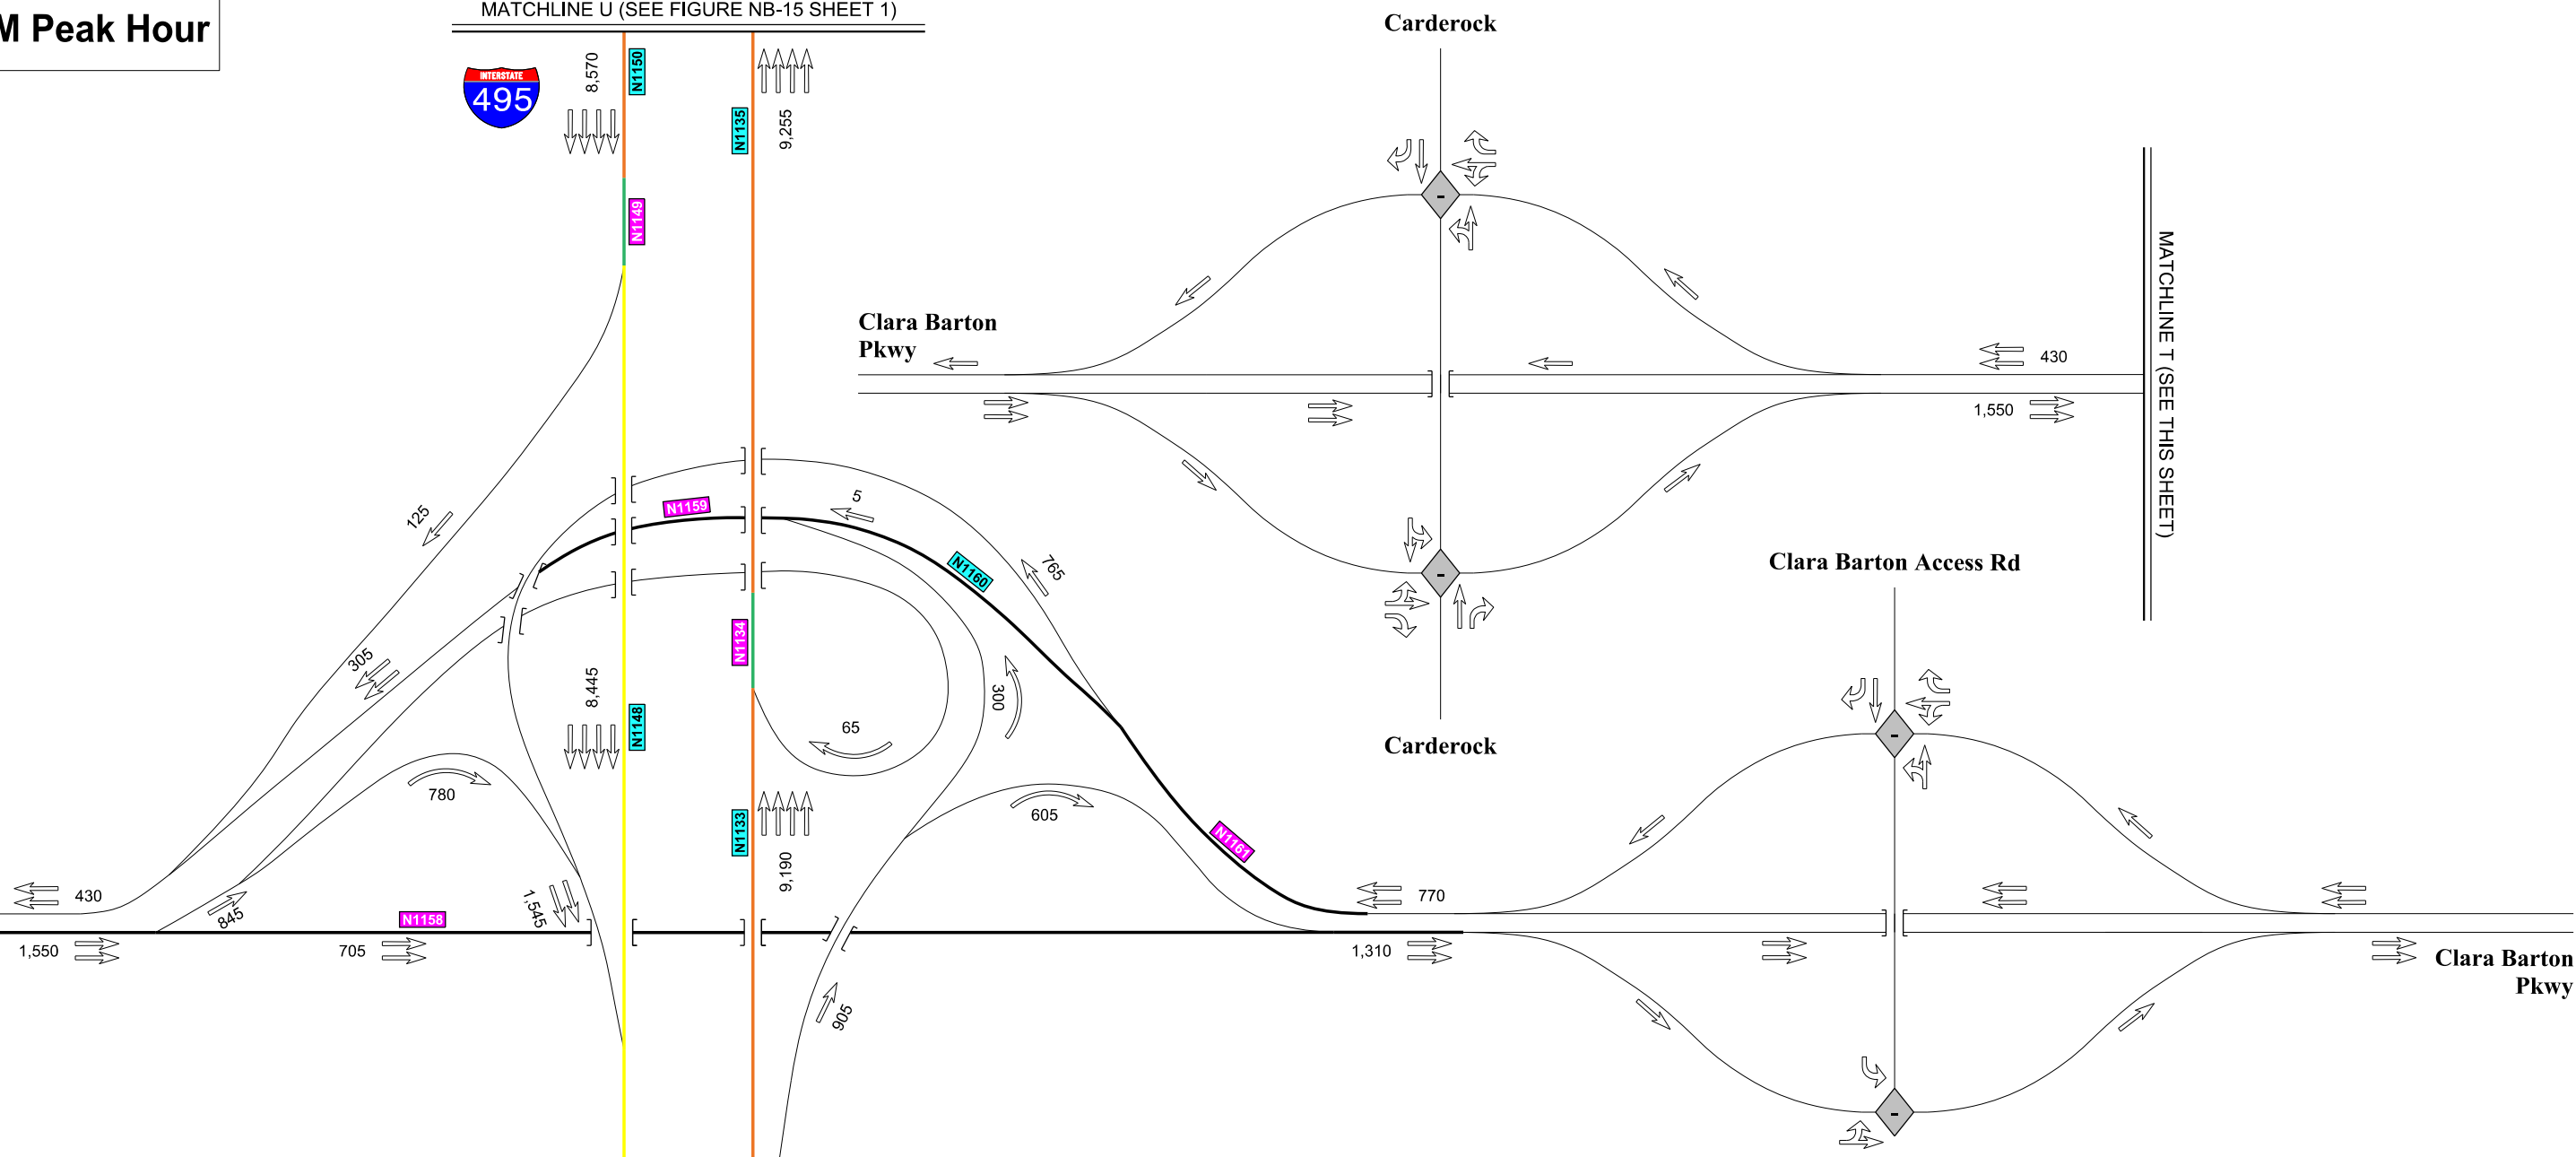 M Peak Hour
MATCHLINE U (SEE FIGURE NB-15 SHEET 1)
INTERSTATE
495
8,570
N1150
N1135
9,255
N1149
Carderock
Clara Barton
Pkwy
430
1,550
MATCHLINE T (SEE THIS SHEET)
125
N1159
5
N1160
765
305
N1134
8,445
N1148
300
65
780
605
N1133
9,190
N1161
Carderock
Clara Barton Access Rd
430
845
1,545
N1158
1,550
705
770
1,310
905
Clara Barton
Pkwy
-
-
-
-